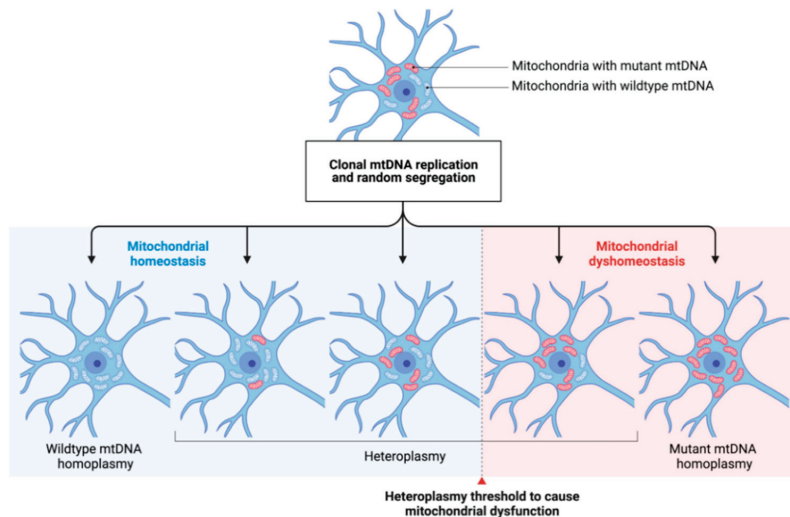 Mitochondria with mutant mtDNA
Mitochondria with wildtype mtDNA
Clonal mtDNA replication
and random segregation
Mitochondrial
homeostasis
Mitochondrial
dyshomeostasis
Wildtype mtDNA
homoplasmy
Heteroplasmy
Mutant mtDNA
homoplasmy
Heteroplasmy threshold to cause
mitochondrial dysfunction